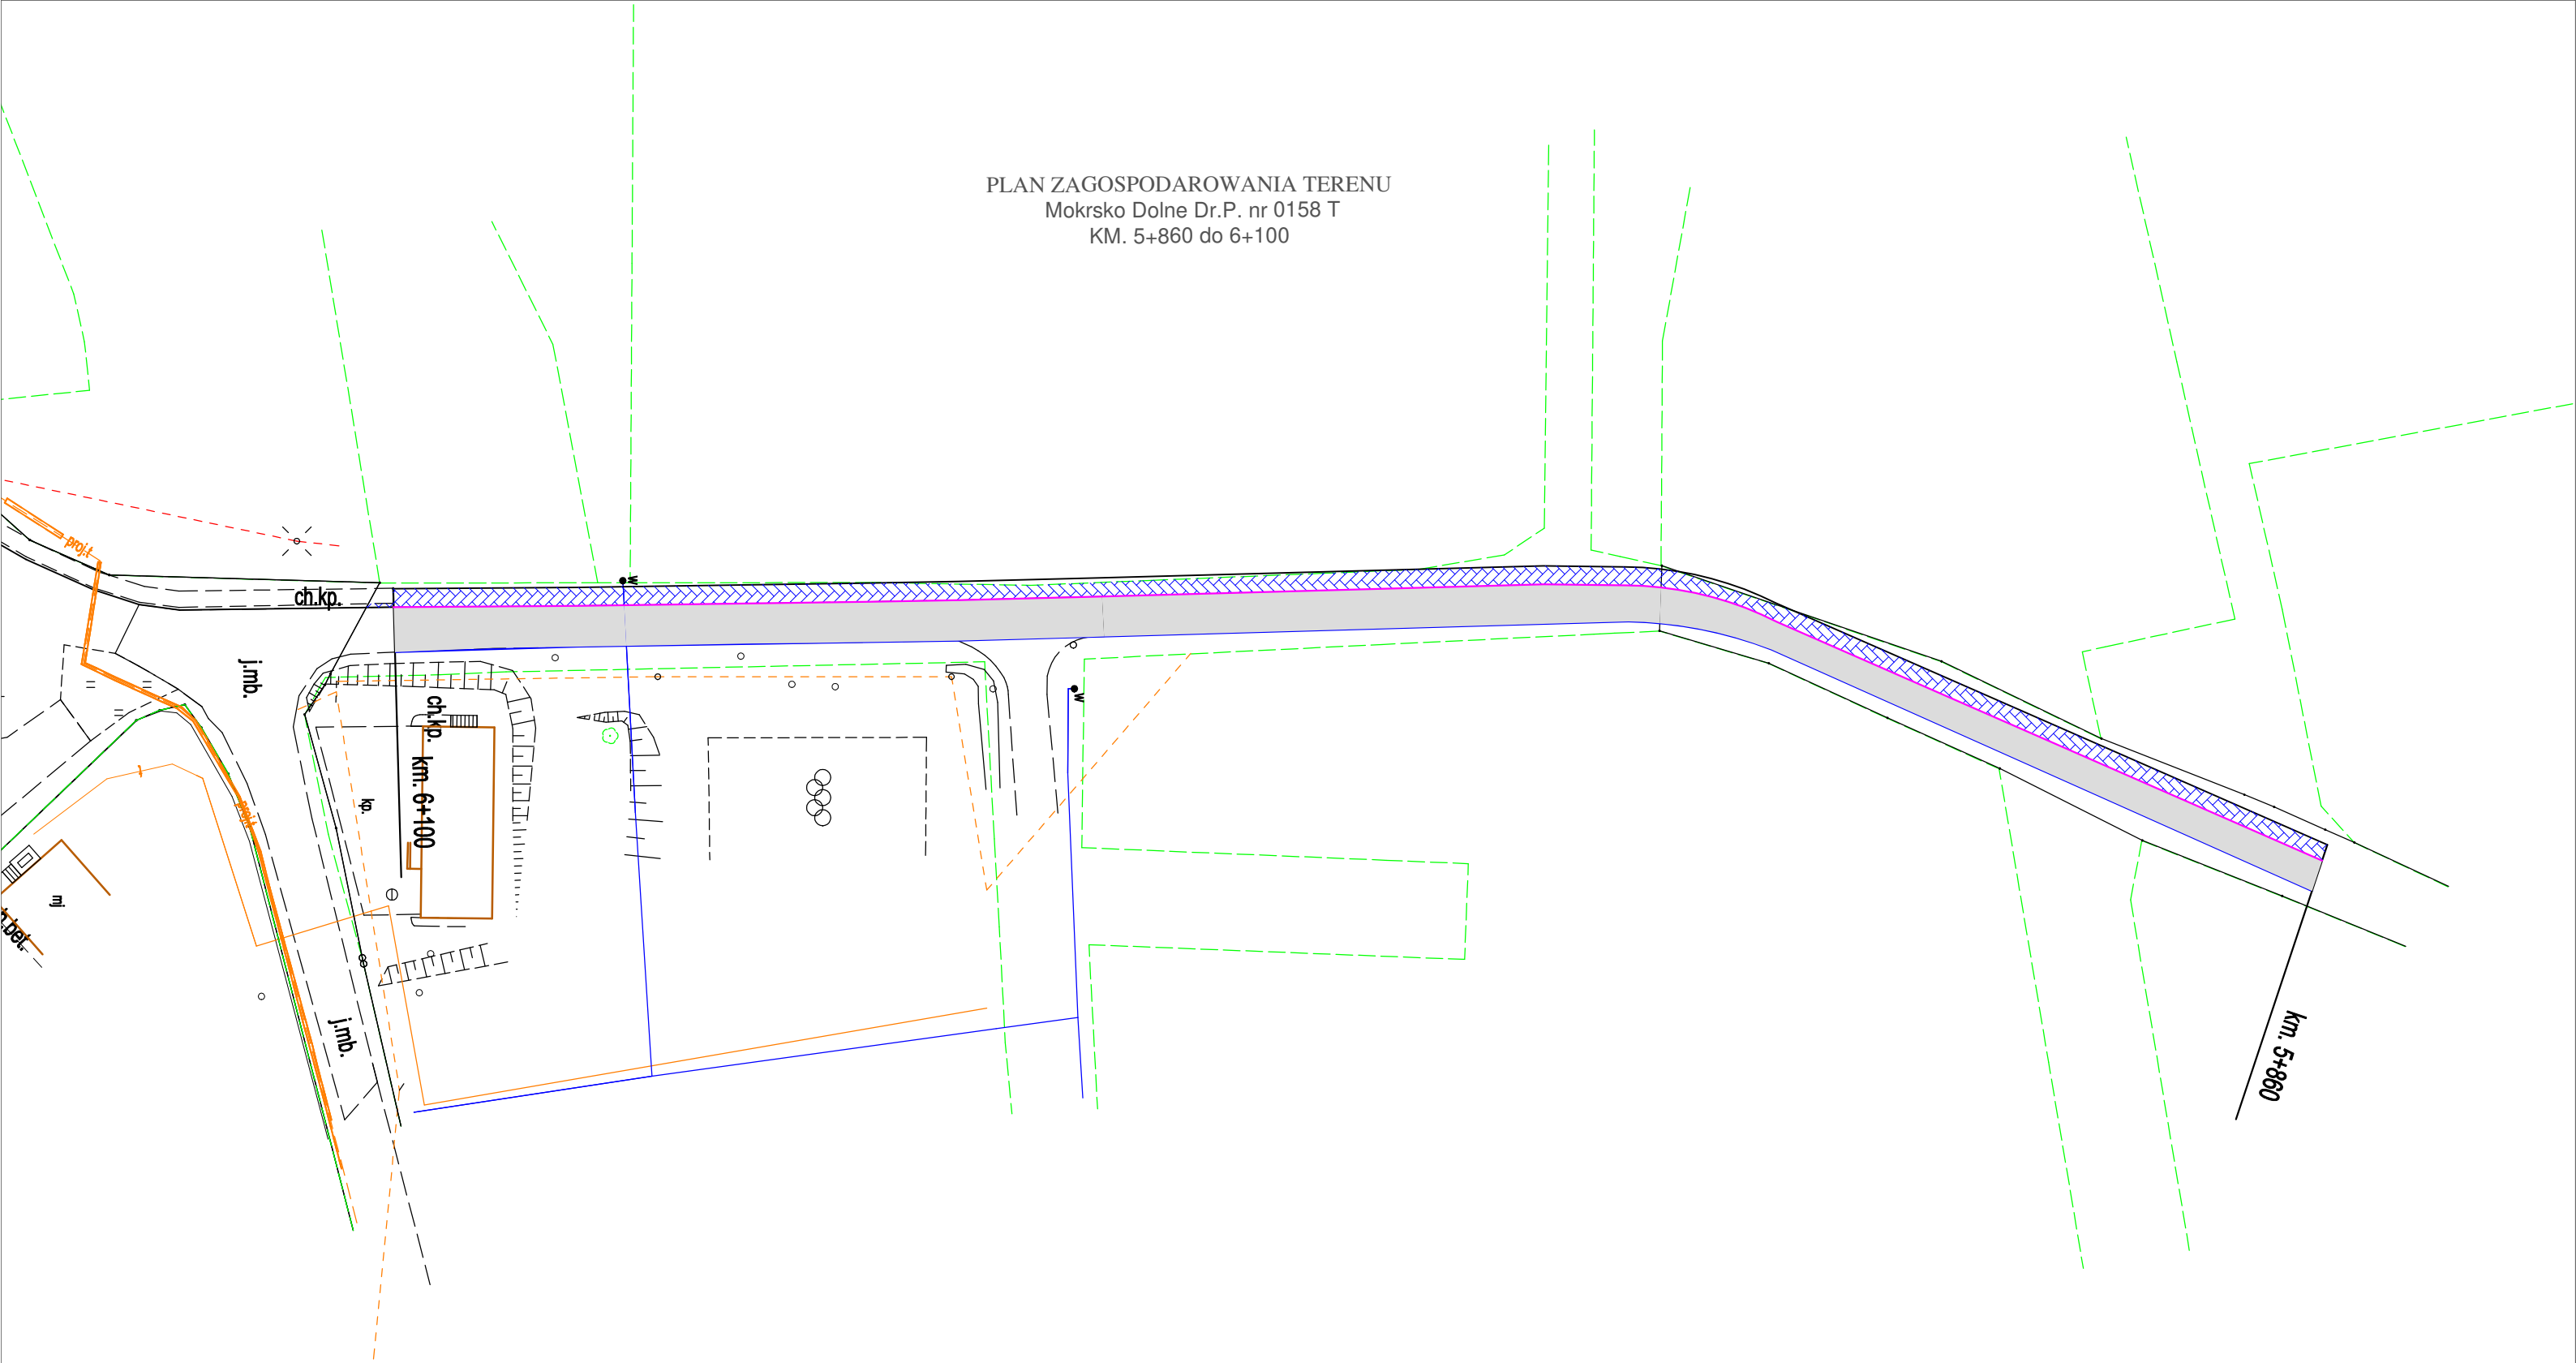 PLAN ZAGOSPODAROWANIA TERENU
Mokrsko Dolne Dr.P. nr 0158 T
KM. 5+860 do 6+100
proj.t
w
ch.kp.
j.mb.
ch.kp.
w
km. 6+100
kp.
proj.t
mj
j.mb.
km. 5+860